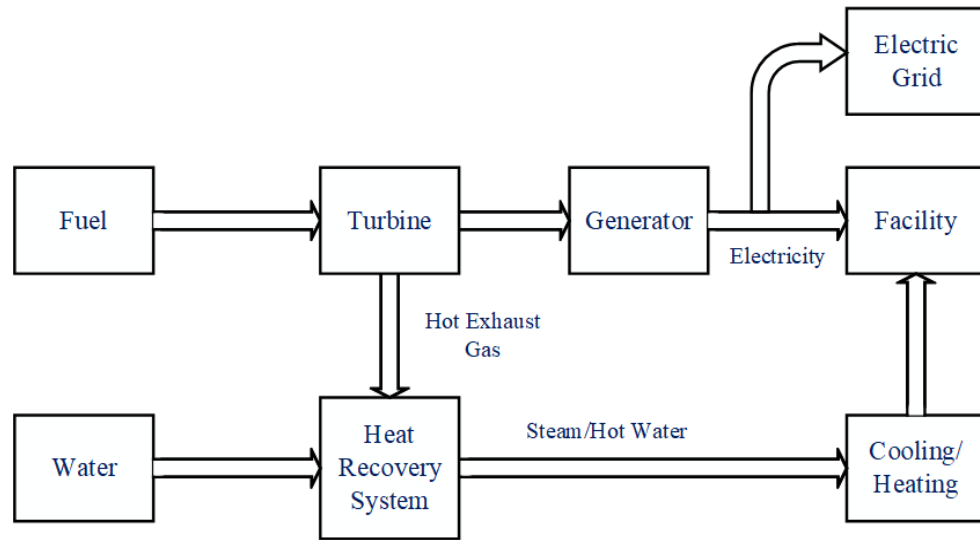 Electric
Grid
Fuel
Turbine
Generator
Facility
Electricity
Hot Exhaust
Gas
Water
Heat
Recovery
System
Steam/Hot Water
Cooling/
Heating